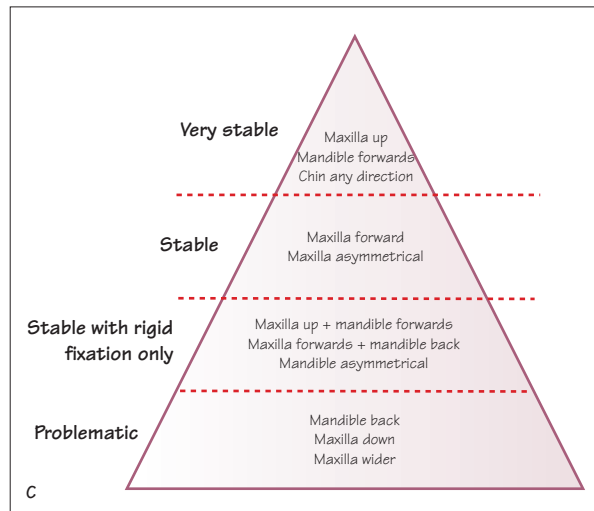 Very stable
Maxilla up
Mandible forwards
Chin any direction
Stable
Maxilla forward
Maxilla asymmetrical
Stable with rigid
fixation only
Maxilla up + mandible forwards
Maxilla forwards + mandible back
Mandible asymmetrical
Problematic
Mandible back
Maxilla down
Maxilla wider
C